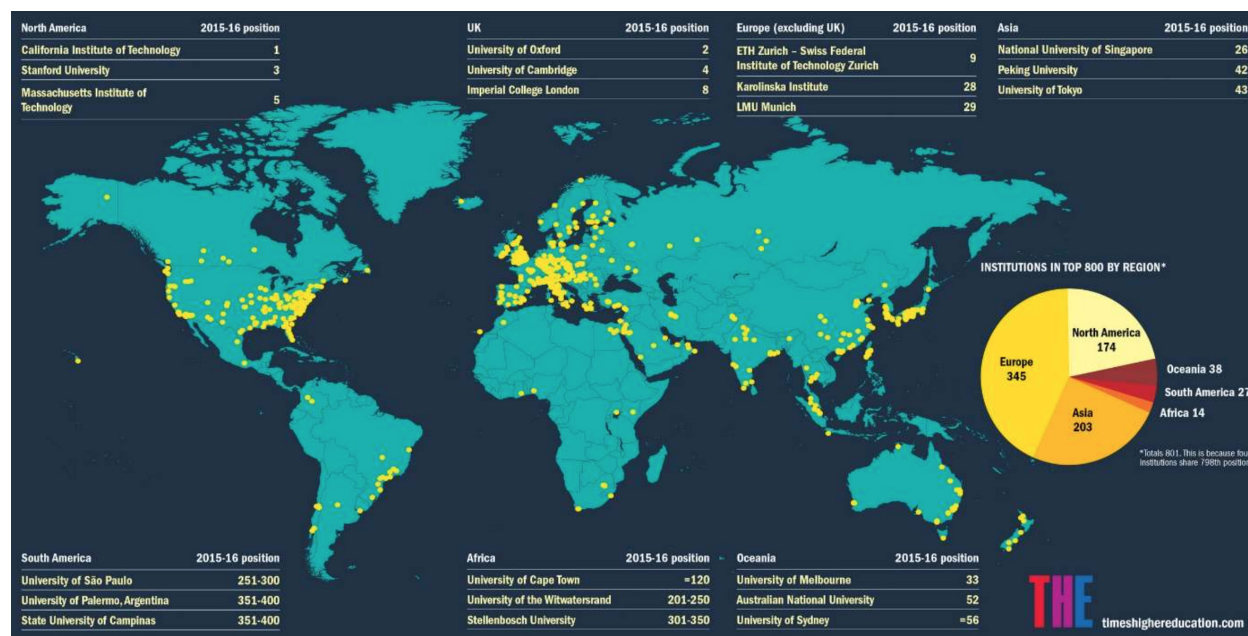 North America 2015-16 position
California Institute of Technology 1
Stanford University 3
Massachusetts Institute of
Technology 5
UK 2015-16 position
University of Oxford 2
University of Cambridge 4
Imperial College London 8
Europe (excluding UK) 2015-16 position
ETH Zurich – Swiss Federal
Institute of Technology Zurich 9
Karolinska Institute 28
LMU Munich 29
Asia 2015-16 position
National University of Singapore 26
Peking University 42
University of Tokyo 43
INSTITUTIONS IN TOP 800 BY REGION*
North America
174
Europe
345
Oceania 38
South America 27
Africa 14
Asia
203
*Totals 801. This is because fou
institutions share 798th position
South America 2015-16 position
University of São Paulo 251-300
University of Palermo, Argentina 351-400
State University of Campinas 351-400
Africa 2015-16 position
University of Cape Town =120
University of the Witwatersrand 201-250
Stellenbosch University 301-350
Oceania 2015-16 position
University of Melbourne 33
Australian National University 52
University of Sydney =56
THE timeshighereducation.com